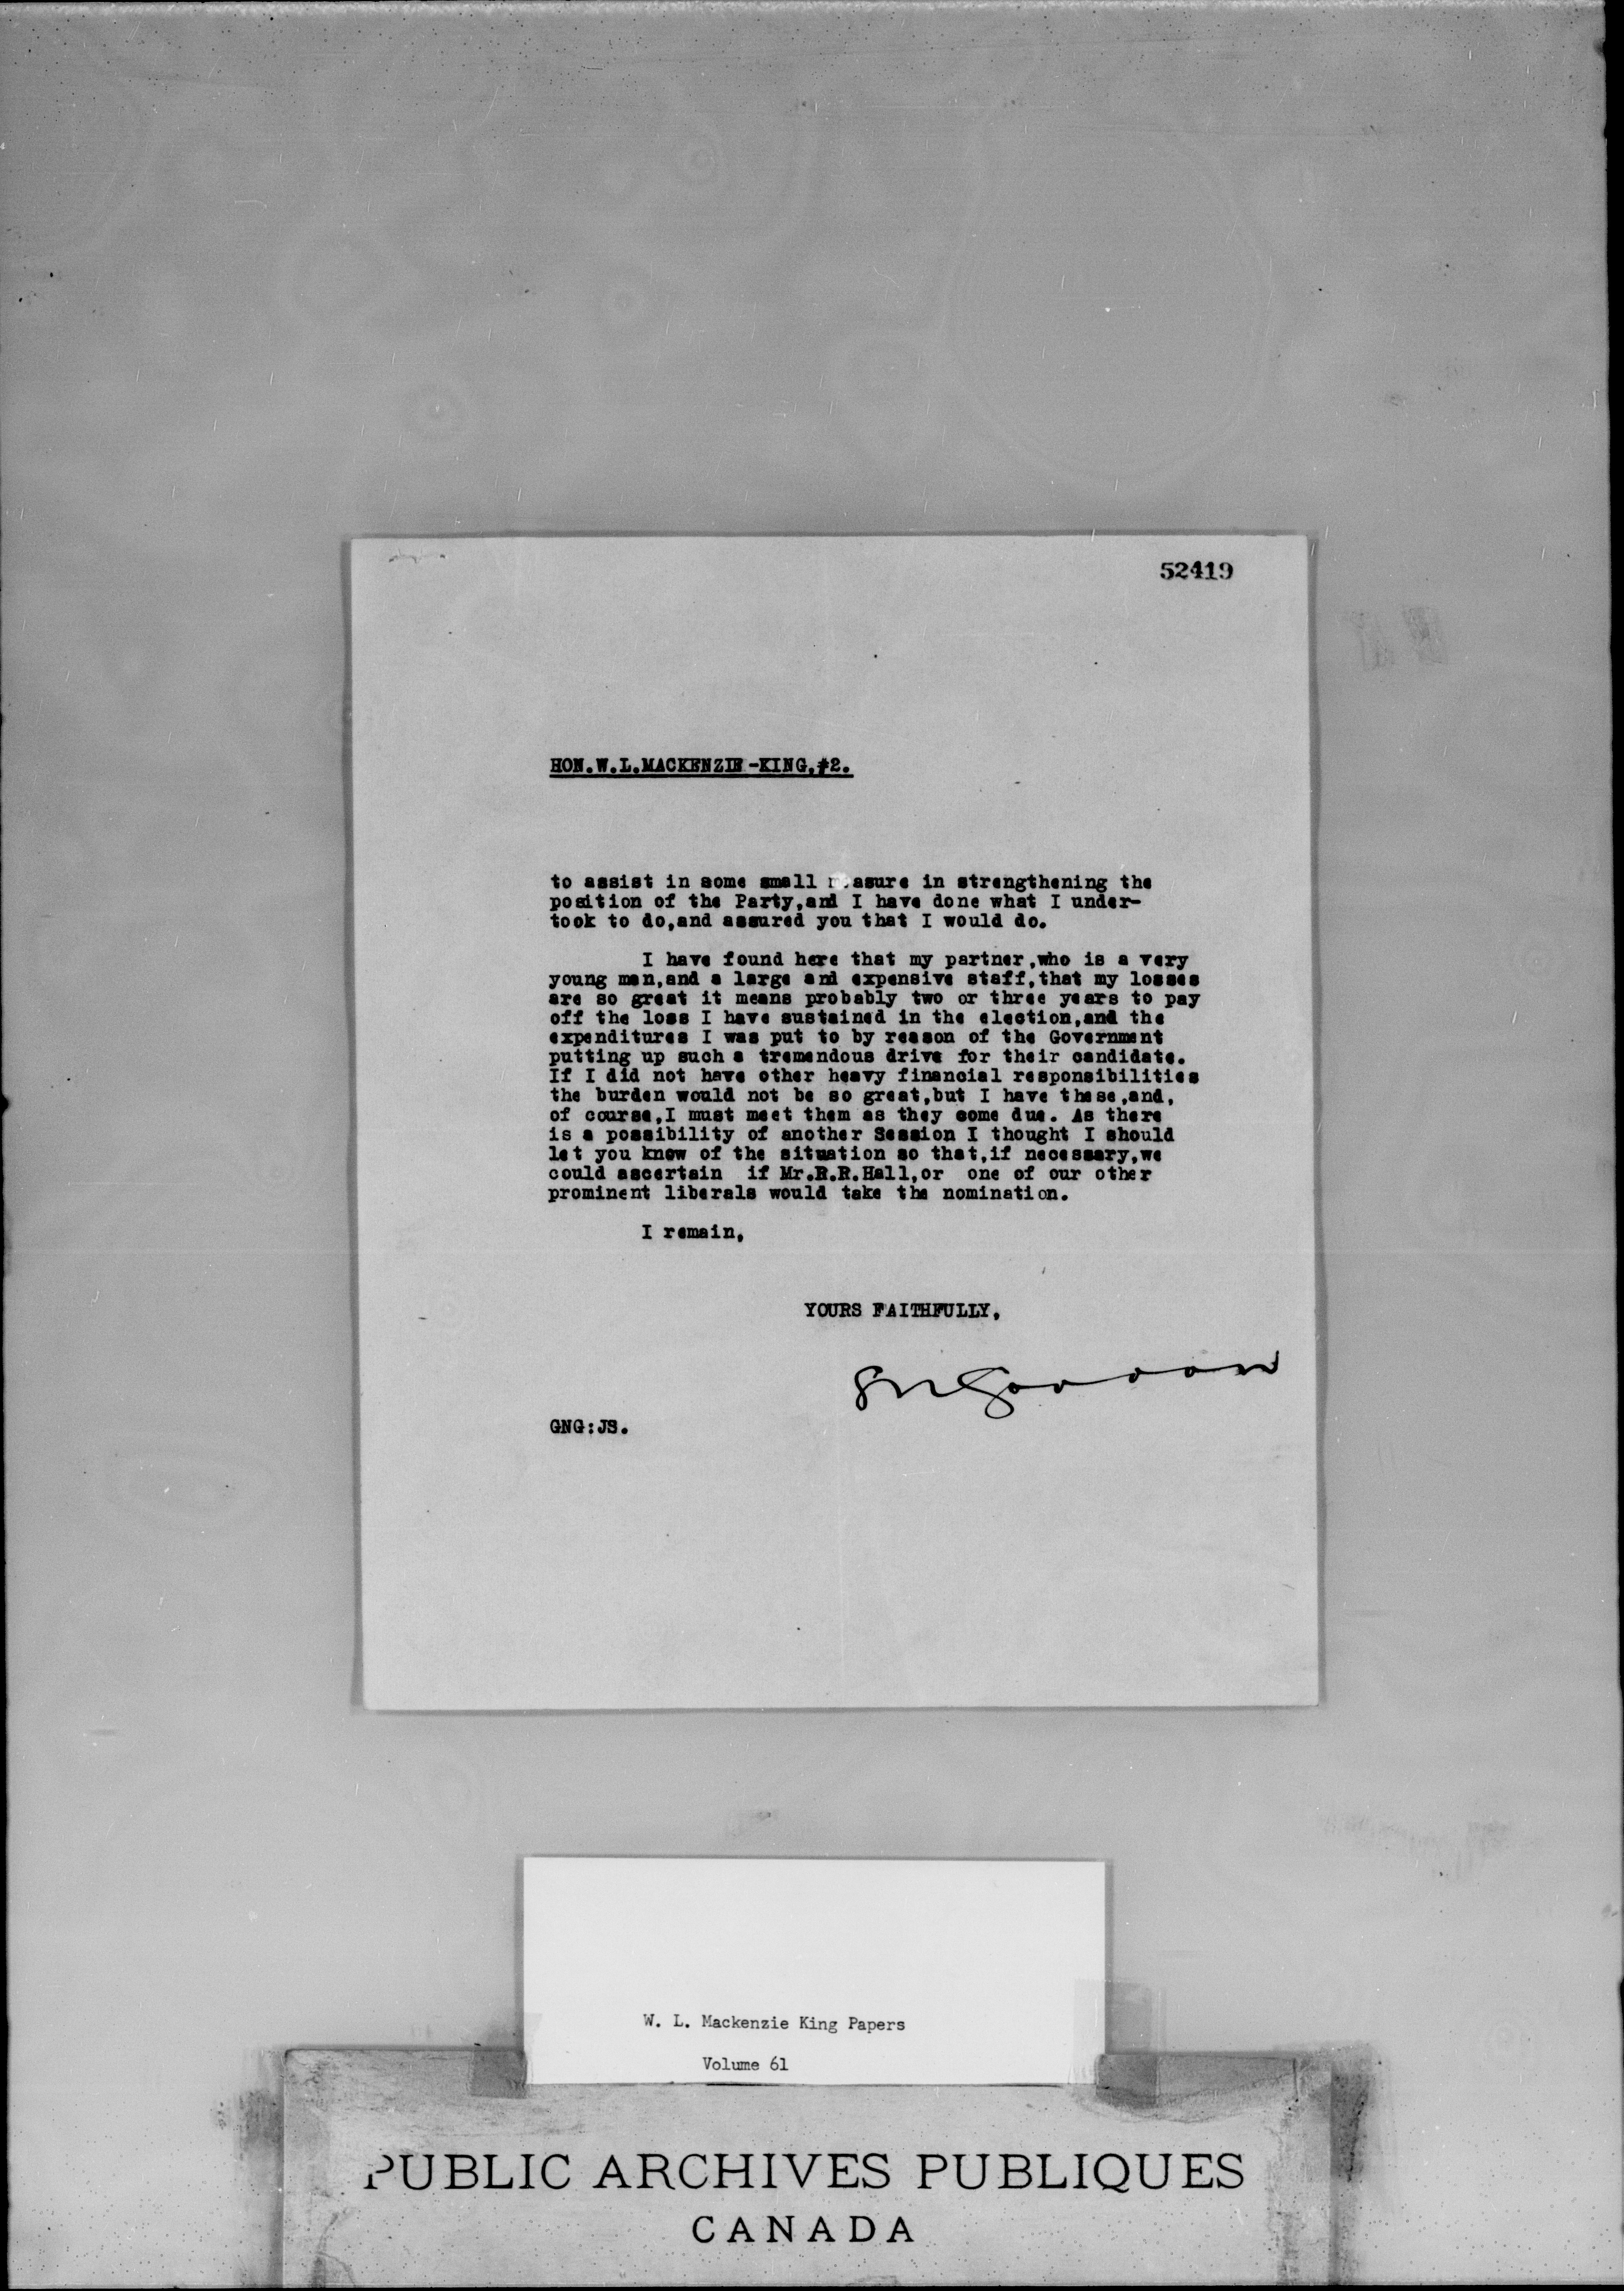 52419
HON.W.L.MACKENZIE-KING.#2.
to assist in some small measure in strengthening the
position of the Party,and I have done what I under-
took to do,and assured you that I would do.
I have found here that my partner,who is a very
young man,and a large and expensive staff,that my losses
are so great it means probably two or three years to pay
off the loss I have sustained in the election,and the
expenditures I was put to by reason of the Government
putting up such a tremendous drive for their candidate.
If I did not have other heavy financial responsibilities
the burden would not be so great,but I have these,and,
of course,I must meet them as they come due. As there
is a possibility of another Session I thought I should
let you know of the situation so that,if necessary,we
could ascertain if Mr.R.R.Hall,or one of our other
prominent liberals would take the nomination.
I remain,
YOURS FAITHFULLY,
GNGordon
GNG:JS.
W. L. Mackenzie King Papers
Volume 61
PUBLIC ARCHIVES PUBLIQUES
CANADA